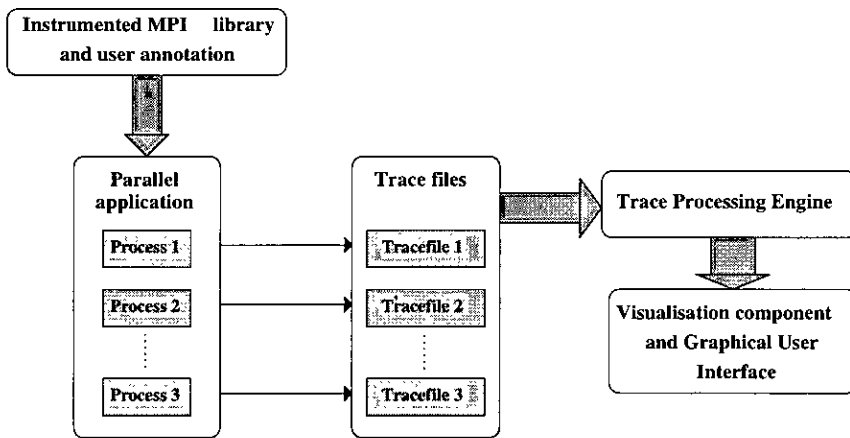 Instrumented MPI library
and user annotation
Parallel
application
Process 1
Process 2
Process 3
Trace files
Tracefile 1
Tracefile 2
Tracefile 3
Trace Processing Engine
Visualisation component
and Graphical User
Interface